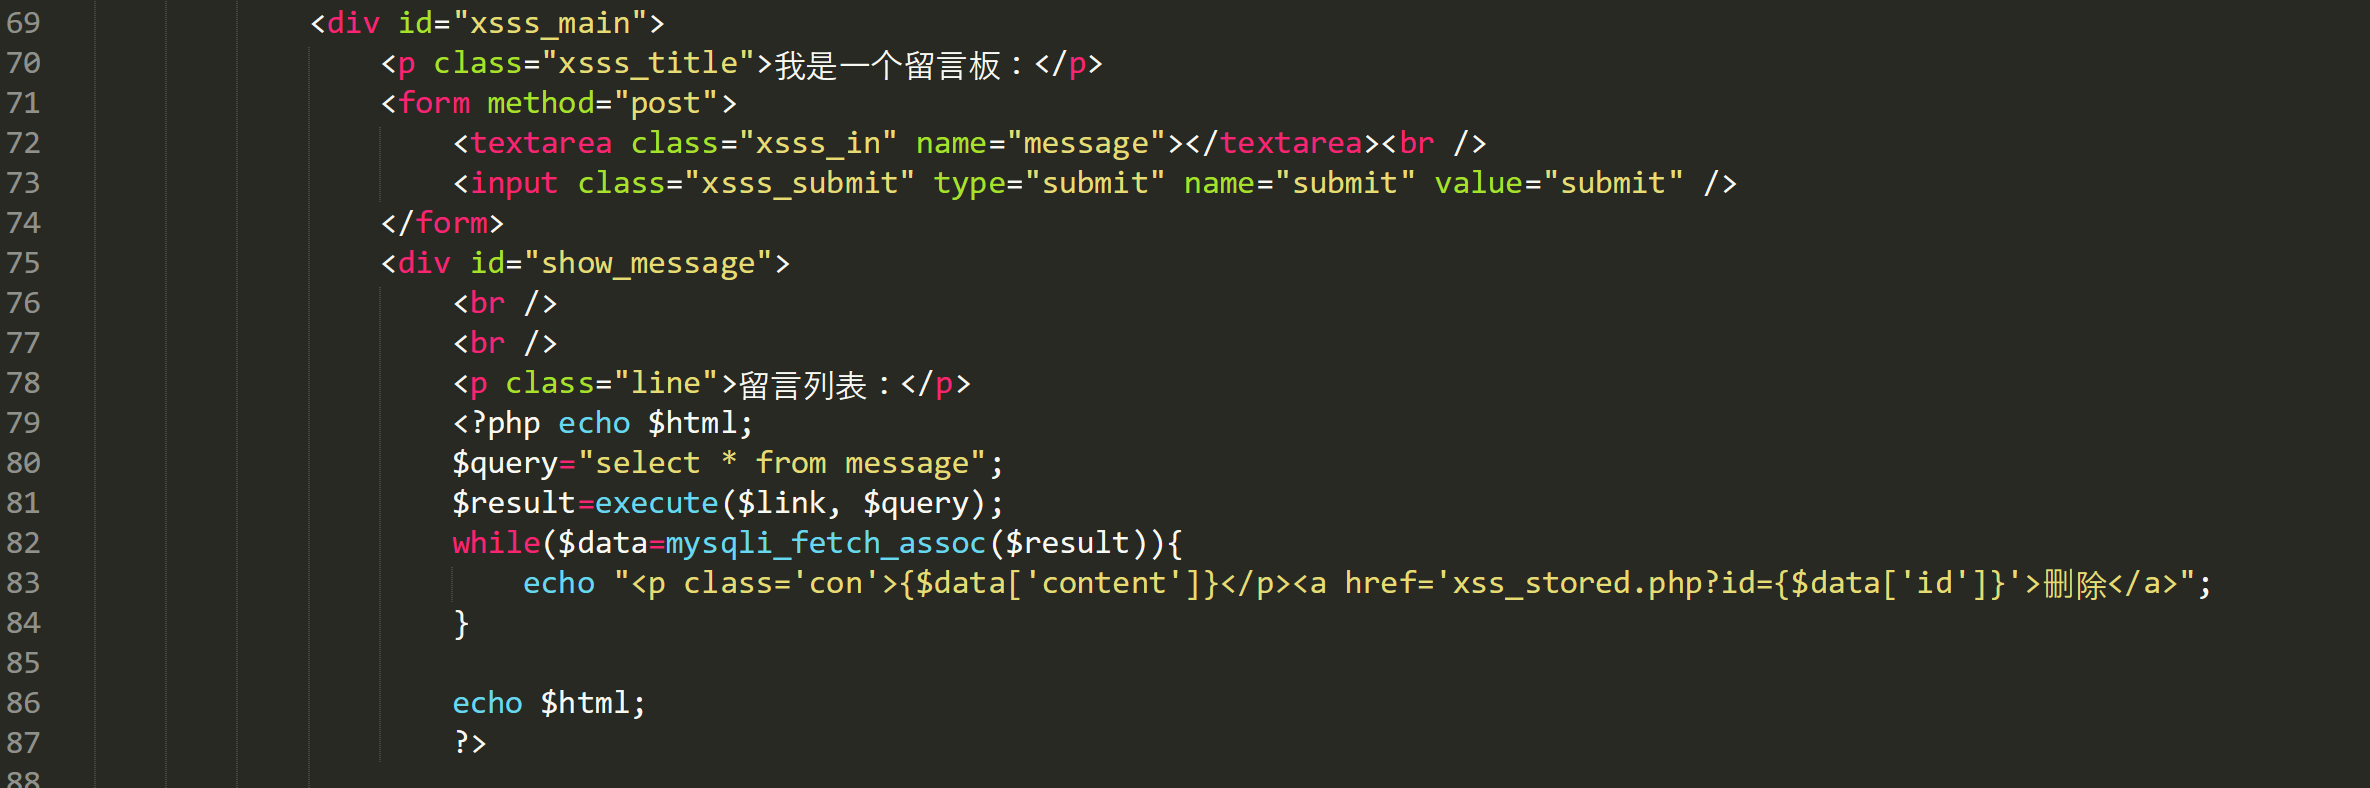 69 <div id="xsss_main">
70 <p class="xsss_title">我是一个留言板：</p>
71 <form method="post">
72 <textarea class="xsss_in" name="message"></textarea><br />
73 <input class="xsss_submit" type="submit" name="submit" value="submit" />
74 </form>
75 <div id="show_message">
76 <br />
77 <br />
78 <p class="line">留言列表：</p>
79 <?php echo $html;
80 $query="select * from message";
81 $result=execute($link, $query);
82 while($data=mysqli_fetch_assoc($result)){
83 echo "<p class='con'>{$data['content']}</p><a href='xss_stored.php?id={$data['id']}'>删除</a>";
84 }
85
86 echo $html;
87 ?>
88